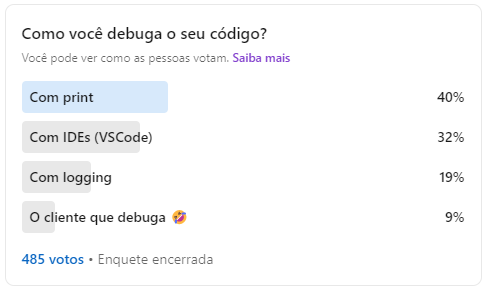 Como você debuga o seu código?
Você pode ver como as pessoas votam. Saiba mais
Com print 40%
Com IDEs (VSCode) 32%
Com logging 19%
O cliente que debuga 🤣 9%
485 votos • Enquete encerrada